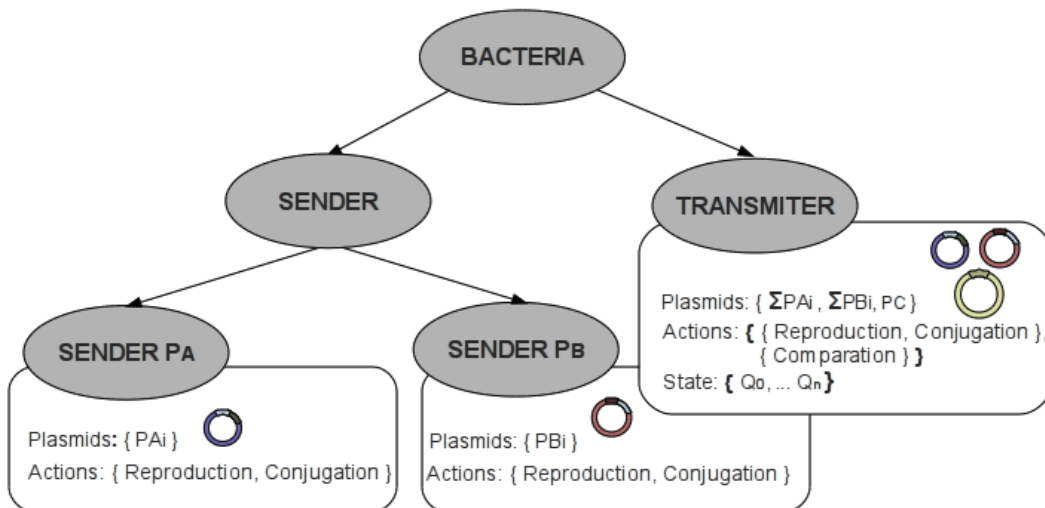 BACTERIA
SENDER
TRANSMITER
Plasmids: { ΣPAi , ΣPBi, PC }
Actions: { { Reproduction, Conjugation },
{ Comparation } }
State: { Q0, ... Qn}
SENDER PA
Plasmids: { PAi }
Actions: { Reproduction, Conjugation }
SENDER PB
Plasmids: { PBi }
Actions: { Reproduction, Conjugation }